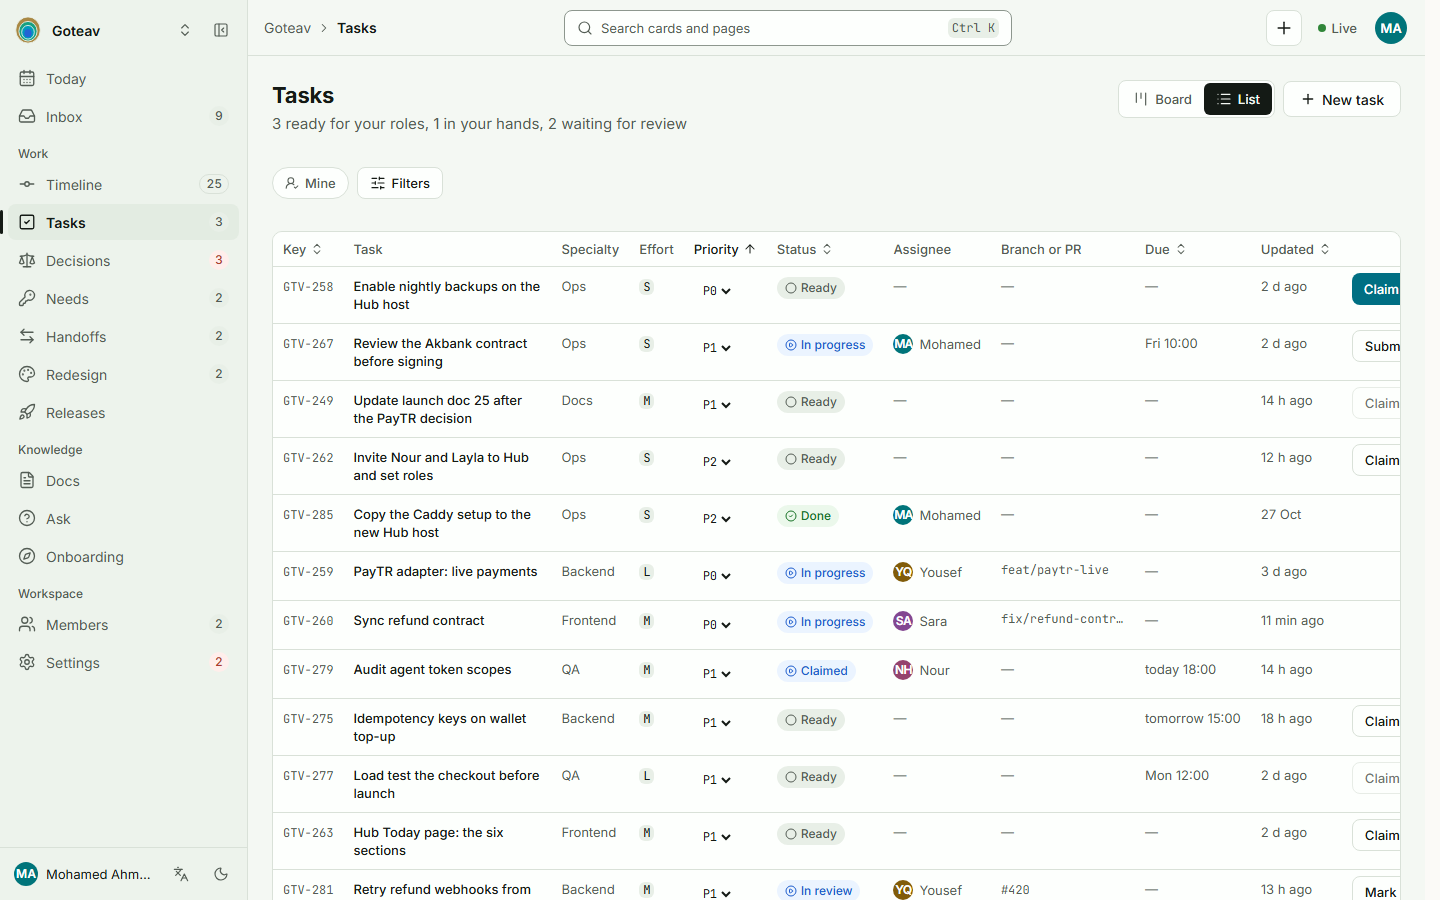 Goteav
Today
Inbox 9
Work
Timeline 25
Tasks 3
Decisions 3
Needs 2
Handoffs 2
Redesign 2
Releases
Knowledge
Docs
Ask
Onboarding
Workspace
Members 2
Settings 2
MA Mohamed Ahm...
Goteav > Tasks
Search cards and pages Ctrl K
Live MA
Tasks
3 ready for your roles, 1 in your hands, 2 waiting for review
Board List + New task
Mine Filters
Key Task Specialty Effort Priority Status Assignee Branch or PR Due Updated
GTV-258 Enable nightly backups on the Hub host Ops S P0 Ready — — — 2 d ago Claim
GTV-267 Review the Akbank contract before signing Ops S P1 In progress MA Mohamed — Fri 10:00 2 d ago Subm
GTV-249 Update launch doc 25 after the PayTR decision Docs M P1 Ready — — — 14 h ago Claim
GTV-262 Invite Nour and Layla to Hub and set roles Ops S P2 Ready — — — 12 h ago Claim
GTV-285 Copy the Caddy setup to the new Hub host Ops S P2 Done MA Mohamed — — 27 Oct
GTV-259 PayTR adapter: live payments Backend L P0 In progress YQ Yousef feat/paytr-live — 3 d ago
GTV-260 Sync refund contract Frontend M P0 In progress SA Sara fix/refund-contr… — 11 min ago
GTV-279 Audit agent token scopes QA M P1 Claimed NH Nour — today 18:00 14 h ago
GTV-275 Idempotency keys on wallet top-up Backend M P1 Ready — — tomorrow 15:00 18 h ago Claim
GTV-277 Load test the checkout before launch QA L P1 Ready — — Mon 12:00 2 d ago Claim
GTV-263 Hub Today page: the six sections Frontend M P1 Ready — — — 2 d ago Claim
GTV-281 Retry refund webhooks from Backend M P1 In review YQ Yousef #420 — 13 h ago Mark